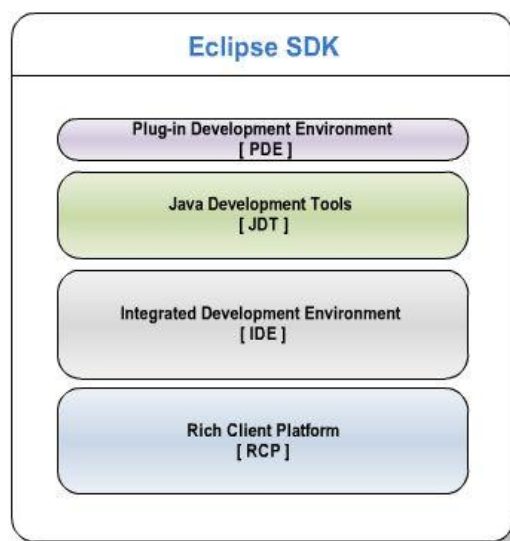 Eclipse SDK
Plug-in Development Environment
[ PDE ]
Java Development Tools
[ JDT ]
Integrated Development Environment
[ IDE ]
Rich Client Platform
[ RCP ]